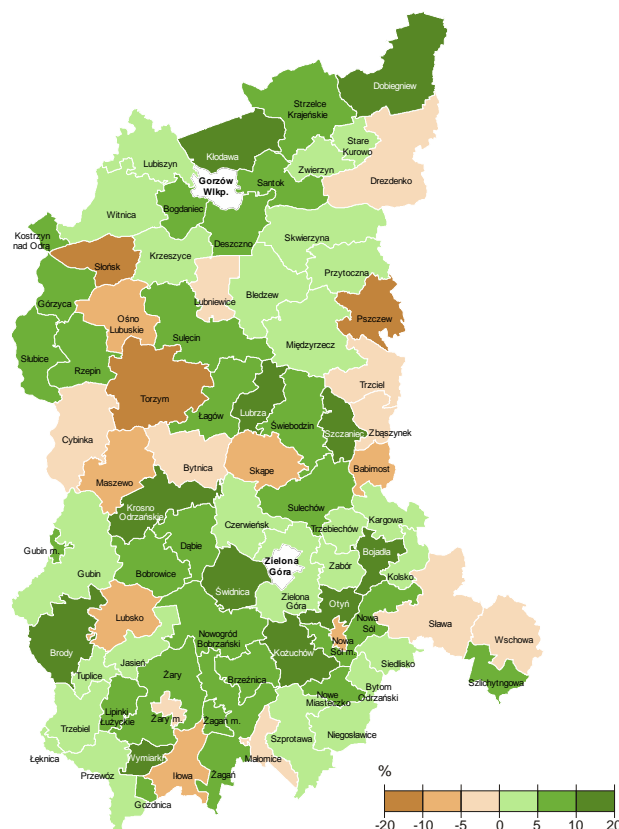 Dobiegniew
Strzelce
Krajeńskie
Stare
Kurowo
Kłodawa
Lubiszyn
Zwierzyn
Drezdenko
Gorzów
Wlkp.
Santok
Bogdaniec
Witnica
Kostrzyn
nad Odrą
Deszczno
Skwierzyna
Krzeszyce
Słońsk
Przytoczna
Lubniewice
Bledzew
Górzyca
Ośno
Lubuskie
Pszczew
Sulęcin
Międzyrzecz
Słubice
Rzepin
Trzciel
Torzym
Łagów
Lubrza
Świebodzin
Szczaniec
Zbąszynek
Cybinka
Bytnica
Skąpe
Babimost
Maszewo
Krosno
Odrzańskie
Sulechów
Kargowa
Czerwieńsk
Trzebiechów
Gubin m.
Dąbie
Bojadła
Zielona
Góra
Zabór
Kolsko
Gubin
Bobrowice
Świdnica
Zielona
Góra
Otyń
Lubsko
Nowa
Sól
Sława
Wschowa
Nowogród
Bobrzański
Kożuchów
Nowa
Sól m.
Brody
Jasień
Siedlisko
Tuplice
Żary
Brzeźnica
Bytom
Odrzański
Szlichtyngowa
Nowe
Miasteczko
Lipinki
Łużyckie
Żary m.
Żagań m.
Trzebiel
Szprotawa
Niegosławice
Łęknica
Wymiarki
Małomice
Przewóz
Iłowa
Żagań
Gozdnica
%
-20 -10 -5 0 5 10 20